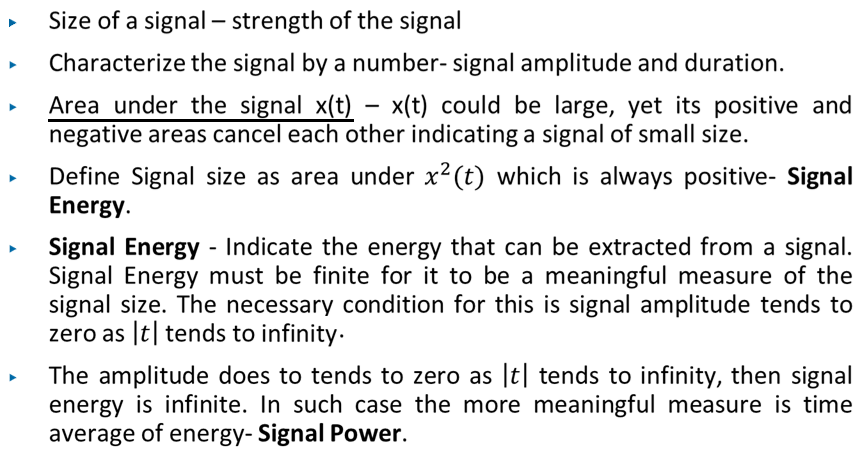 ▸ Size of a signal – strength of the signal
▸ Characterize the signal by a number- signal amplitude and duration.
▸ Area under the signal x(t) – x(t) could be large, yet its positive and
negative areas cancel each other indicating a signal of small size.
▸ Define Signal size as area under x²(t) which is always positive- Signal
Energy.
▸ Signal Energy - Indicate the energy that can be extracted from a signal.
Signal Energy must be finite for it to be a meaningful measure of the
signal size. The necessary condition for this is signal amplitude tends to
zero as |t| tends to infinity·
▸ The amplitude does to tends to zero as |t| tends to infinity, then signal
energy is infinite. In such case the more meaningful measure is time
average of energy- Signal Power.